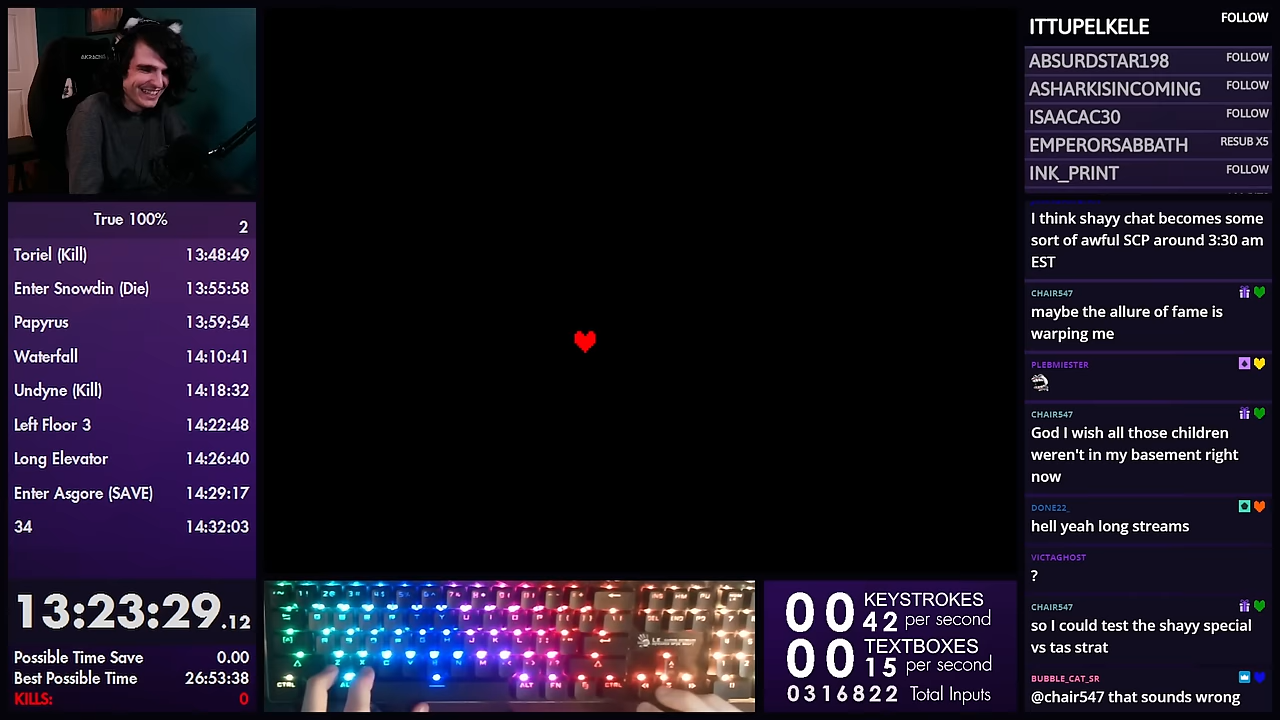 AKRACING
True 100%
2
Toriel (Kill) 13:48:49
Enter Snowdin (Die) 13:55:58
Papyrus 13:59:54
Waterfall 14:10:41
Undyne (Kill) 14:18:32
Left Floor 3 14:22:48
Long Elevator 14:26:40
Enter Asgore (SAVE) 14:29:17
34 14:32:03
13:23:29.12
Possible Time Save 0.00
Best Possible Time 26:53:38
KILLS: 0
00.42 KEYSTROKES per second
00.15 TEXTBOXES per second
0316822 Total Inputs
ITTUPELKELE FOLLOW
ABSURDSTAR198 FOLLOW
ASHARKISINCOMING FOLLOW
ISAACAC30 FOLLOW
EMPERORSABBATH RESUB X5
INK_PRINT FOLLOW
I think shayy chat becomes some
sort of awful SCP around 3:30 am
EST
CHAIR547
maybe the allure of fame is
warping me
PLEBMIESTER
CHAIR547
God I wish all those children
weren't in my basement right
now
DONE22_
hell yeah long streams
VICTAGHOST
?
CHAIR547
so I could test the shayy special
vs tas strat
BUBBLE_CAT_SR
@chair547 that sounds wrong